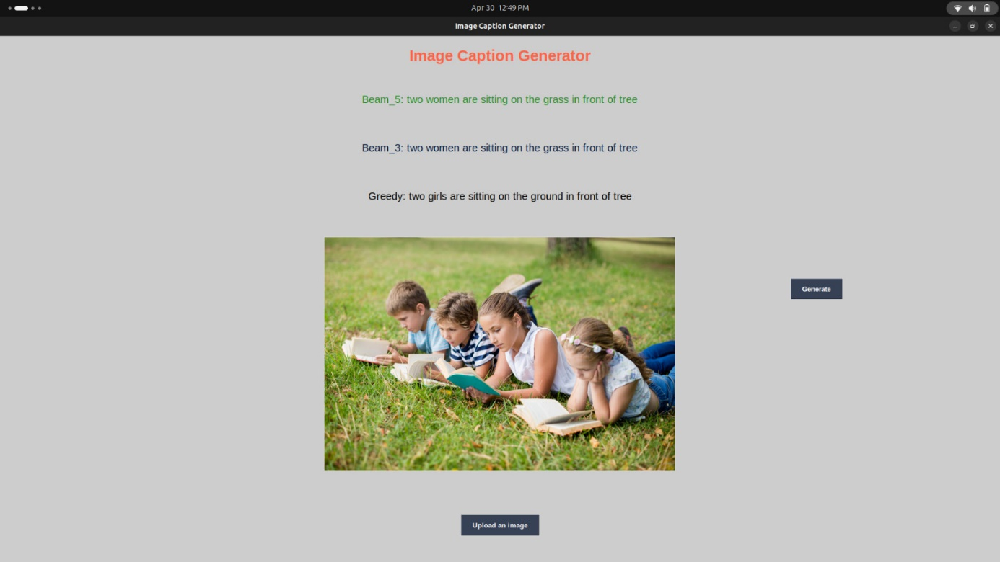 Apr 30 12:49 PM
Image Caption Generator
Image Caption Generator
Beam_5: two women are sitting on the grass in front of tree
Beam_3: two women are sitting on the grass in front of tree
Greedy: two girls are sitting on the ground in front of tree
Generate
Upload an image